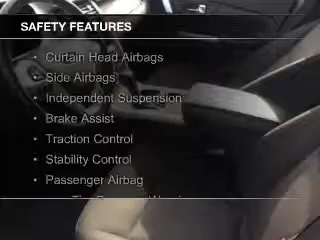 SAFETY FEATURES
• Curtain Head Airbags
• Side Airbags
• Independent Suspension
• Brake Assist
• Traction Control
• Stability Control
• Passenger Airbag